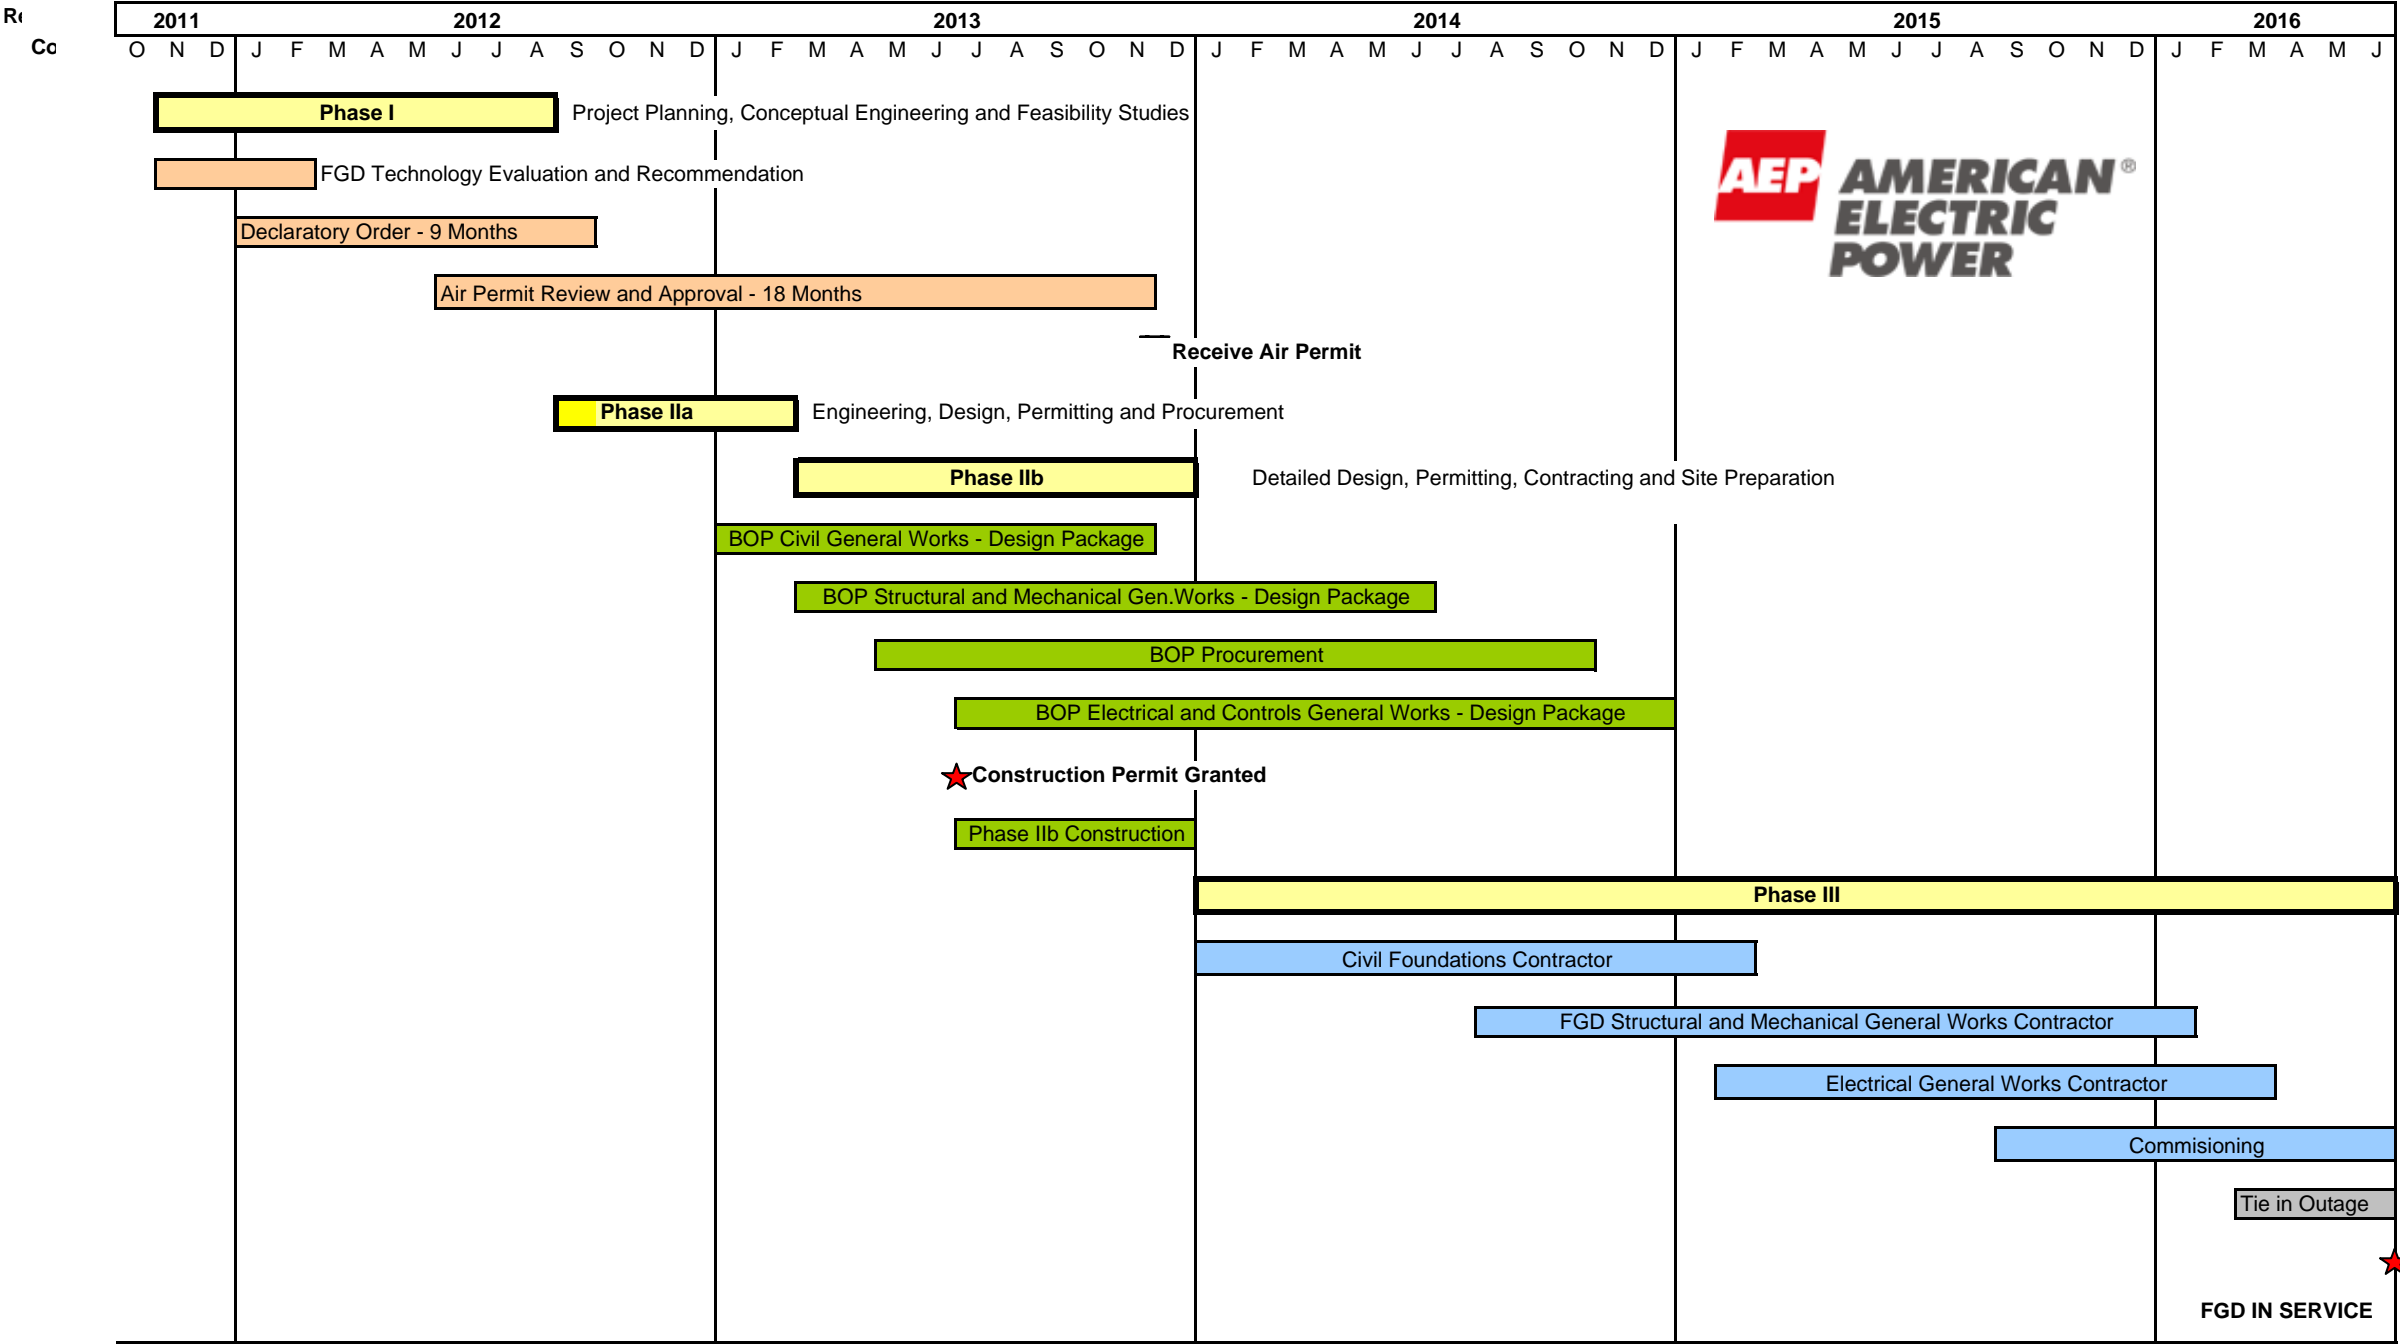 2011 2012 2013 2014 2015 2016
Co O N D J F M A M J J A S O N D J F M A M J J A S O N D J F M A M J J A S O N D J F M A M J J A S O N D J F M A M J
Phase I Project Planning, Conceptual Engineering and Feasibility Studies
FGD Technology Evaluation and Recommendation
AEP AMERICAN®
ELECTRIC
POWER
Declaratory Order - 9 Months
Air Permit Review and Approval - 18 Months
Receive Air Permit
Phase IIa Engineering, Design, Permitting and Procurement
Phase IIb Detailed Design, Permitting, Contracting and Site Preparation
BOP Civil General Works - Design Package
BOP Structural and Mechanical Gen.Works - Design Package
BOP Procurement
BOP Electrical and Controls General Works - Design Package
Construction Permit Granted
Phase IIb Construction
Phase III
Civil Foundations Contractor
FGD Structural and Mechanical General Works Contractor
Electrical General Works Contractor
Commisioning
Tie in Outage
FGD IN SERVICE